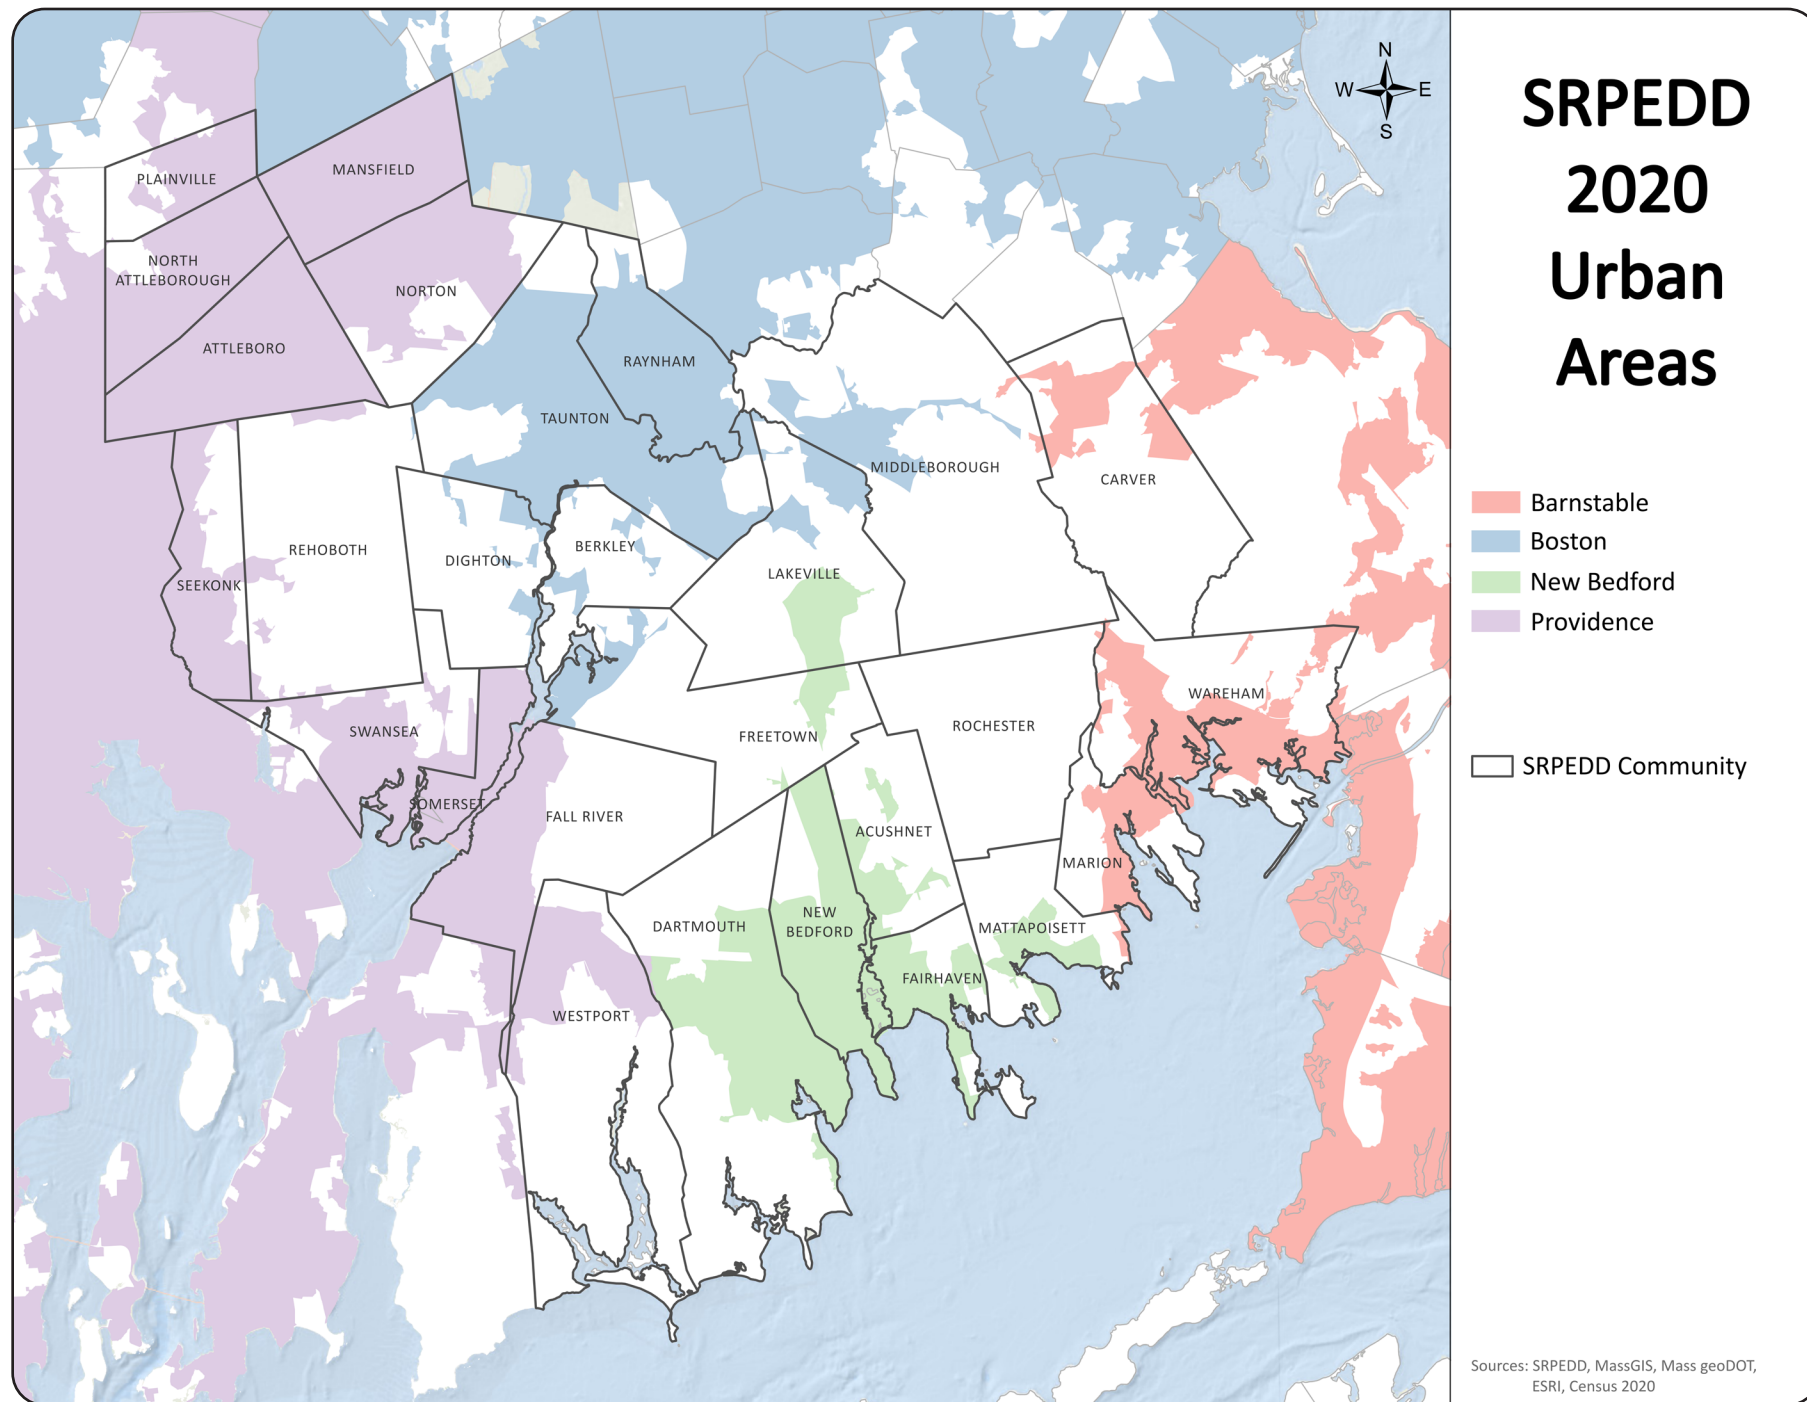 SRPEDD
2020
Urban
Areas
N
W
E
S
Barnstable
Boston
New Bedford
Providence
SRPEDD Community
PLAINVILLE
MANSFIELD
NORTH
ATTLEBOROUGH
NORTON
ATTLEBORO
RAYNHAM
TAUNTON
MIDDLEBOROUGH
CARVER
REHOBOTH
DIGHTON
BERKLEY
LAKEVILLE
SEEKONK
WAREHAM
SWANSEA
FREETOWN
ROCHESTER
SOMERSET
FALL RIVER
ACUSHNET
MARION
DARTMOUTH
NEW
BEDFORD
MATTAPOISETT
FAIRHAVEN
WESTPORT
Sources: SRPEDD, MassGIS, Mass geoDOT,
ESRI, Census 2020